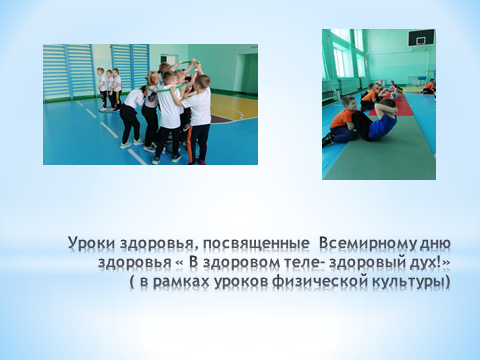 Уроки здоровья, посвященные  Всемирному дню
здоровья « В здоровом теле- здоровый дух!»
( в рамках уроков физической культуры)